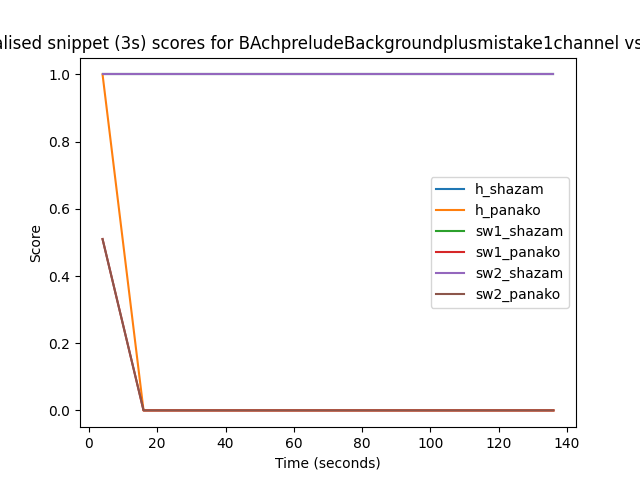 alised snippet (3s) scores for BAchpreludeBackgroundplusmistake1channel vs
1.0
0.8
0.6
0.4
0.2
0.0
Score
h_shazam
h_panako
sw1_shazam
sw1_panako
sw2_shazam
sw2_panako
0 20 40 60 80 100 120 140
Time (seconds)